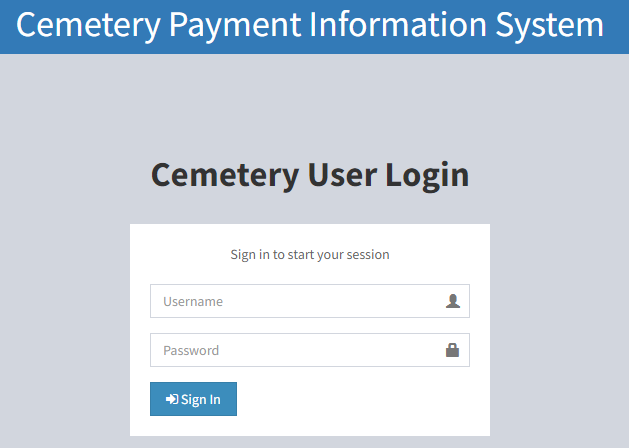 Cemetery Payment Information System
Cemetery User Login
Sign in to start your session
Username
Password
Sign In